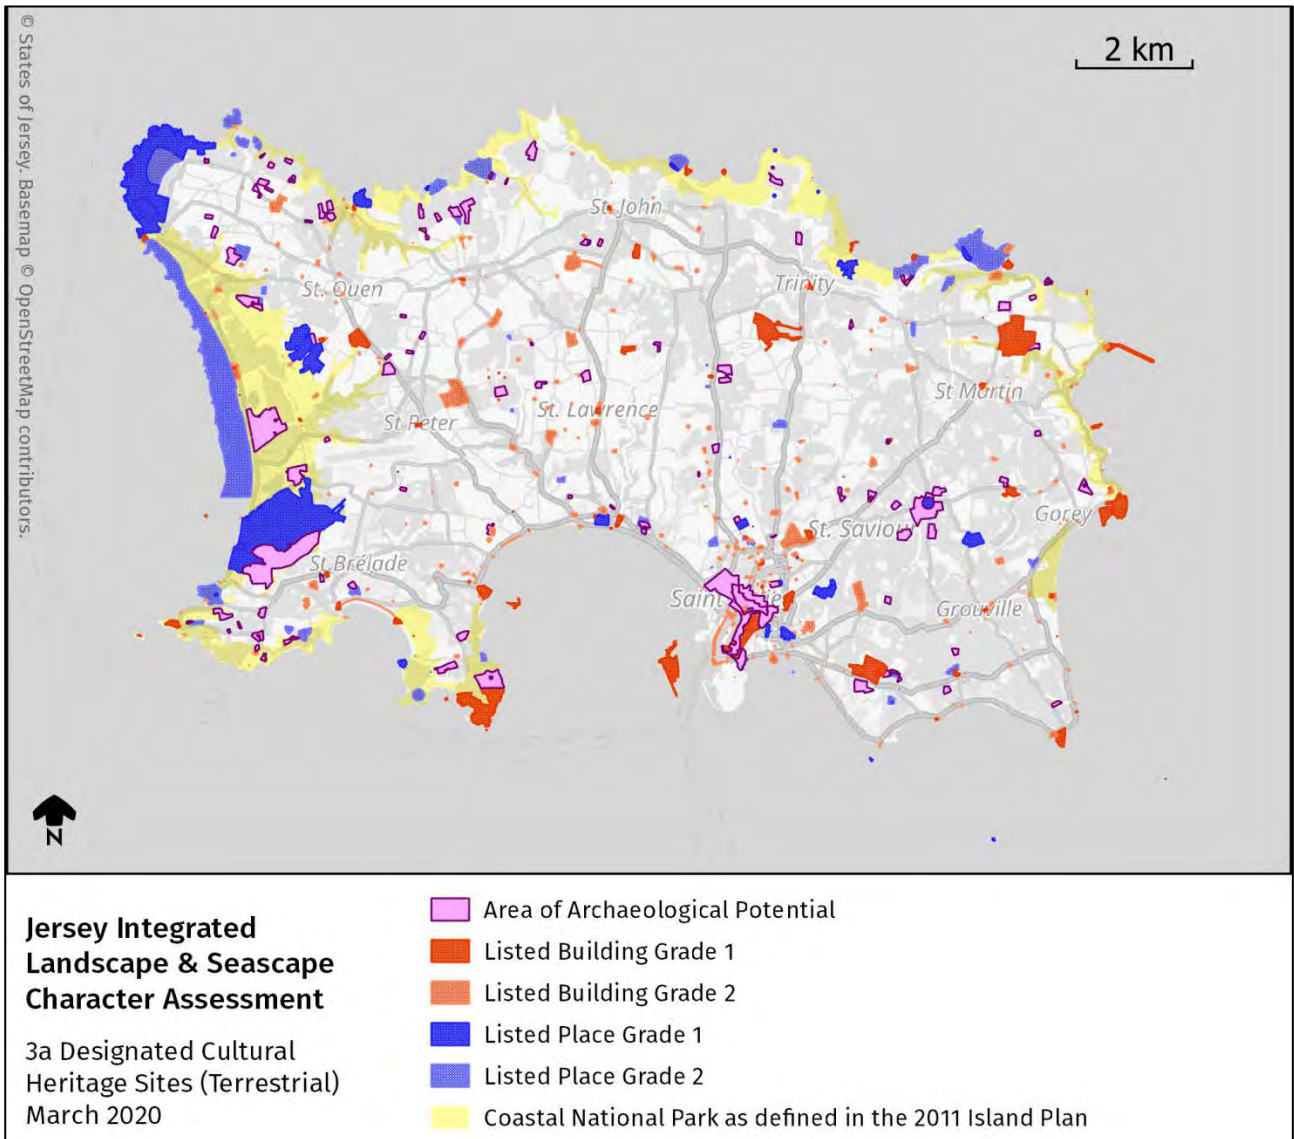 © States of Jersey. Basemap © OpenStreetMap contributors.
2 km
St. John
Trinity
St. Ouen
St Martin
St. Lawrence
St Peter
Gorey
St. Saviour
St Brélade
Saint
Grouville
N
Jersey Integrated
Landscape & Seascape
Character Assessment
3a Designated Cultural
Heritage Sites (Terrestrial)
March 2020
Area of Archaeological Potential
Listed Building Grade 1
Listed Building Grade 2
Listed Place Grade 1
Listed Place Grade 2
Coastal National Park as defined in the 2011 Island Plan